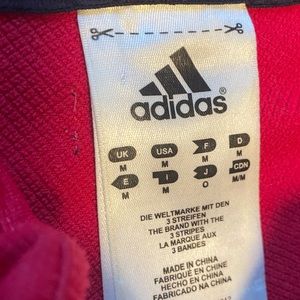 adidas
UK USA F D
M M M M
E I J CDN
M M O M/M
DIE WELTMARKE MIT DEN
3 STREIFEN
THE BRAND WITH THE
3 STRIPES
LA MARQUE AUX
3 BANDES
MADE IN CHINA
FABRIQUÉ EN CHINE
HECHO EN CHINA
FABRICADO NA CHINA